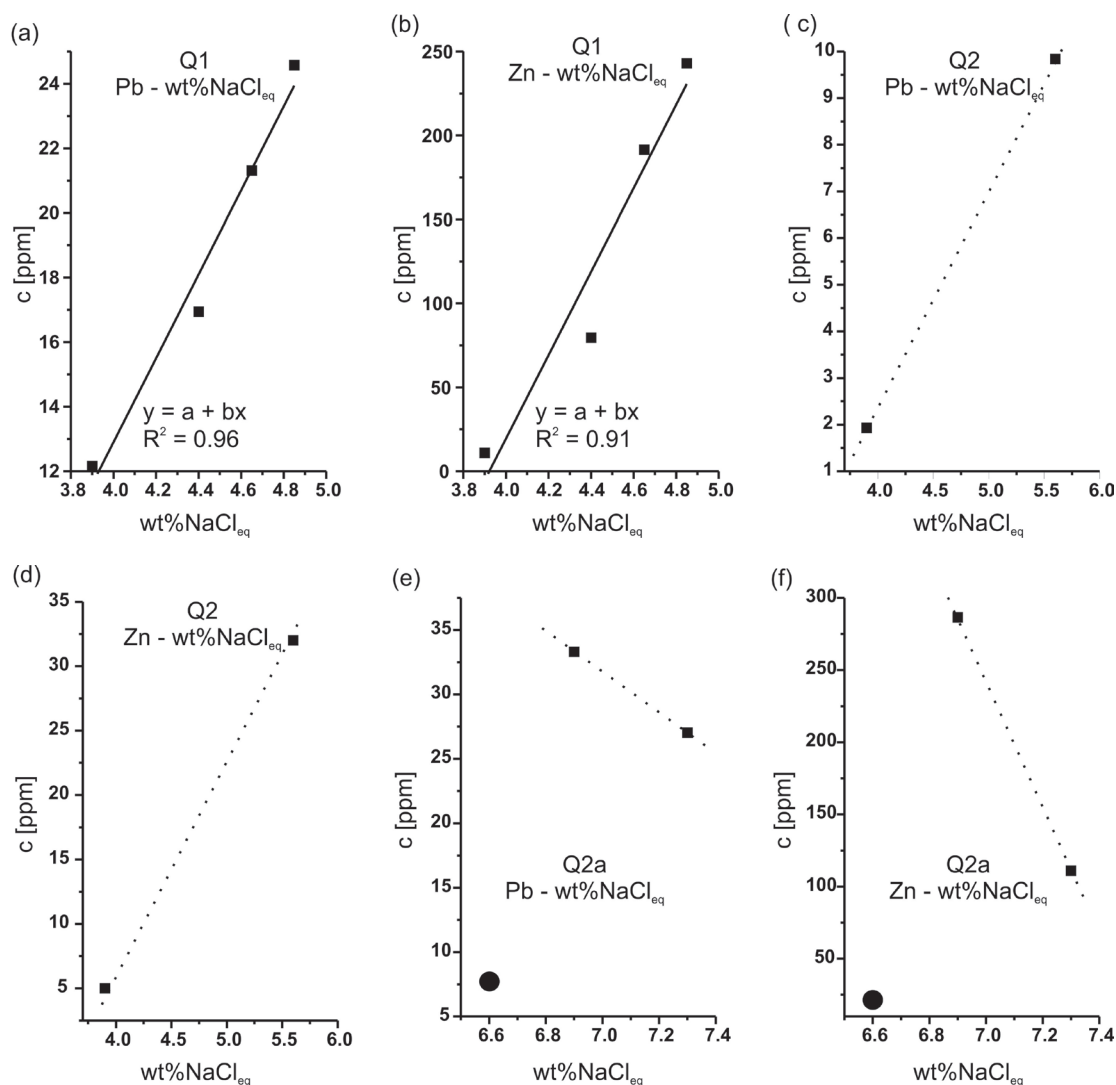 (a)
Q1
Pb - wt%NaCl_eq
24
22
20
18
16
14
12
c [ppm]
y = a + bx
R² = 0.96
3.8 4.0 4.2 4.4 4.6 4.8 5.0
wt%NaCl_eq
(b)
Q1
Zn - wt%NaCl_eq
250
200
150
100
50
0
c [ppm]
y = a + bx
R² = 0.91
3.8 4.0 4.2 4.4 4.6 4.8 5.0
wt%NaCl_eq
( c)
Q2
Pb - wt%NaCl_eq
10
9
8
7
6
5
4
3
2
1
c [ppm]
4.0 4.5 5.0 5.5 6.0
wt%NaCl_eq
(d)
Q2
Zn - wt%NaCl_eq
35
30
25
20
15
10
5
c [ppm]
4.0 4.5 5.0 5.5 6.0
wt%NaCl_eq
(e)
35
30
25
20
15
10
5
c [ppm]
Q2a
Pb - wt%NaCl_eq
6.6 6.8 7.0 7.2 7.4
wt%NaCl_eq
(f)
300
250
200
150
100
50
c [ppm]
Q2a
Zn - wt%NaCl_eq
6.6 6.8 7.0 7.2 7.4
wt%NaCl_eq